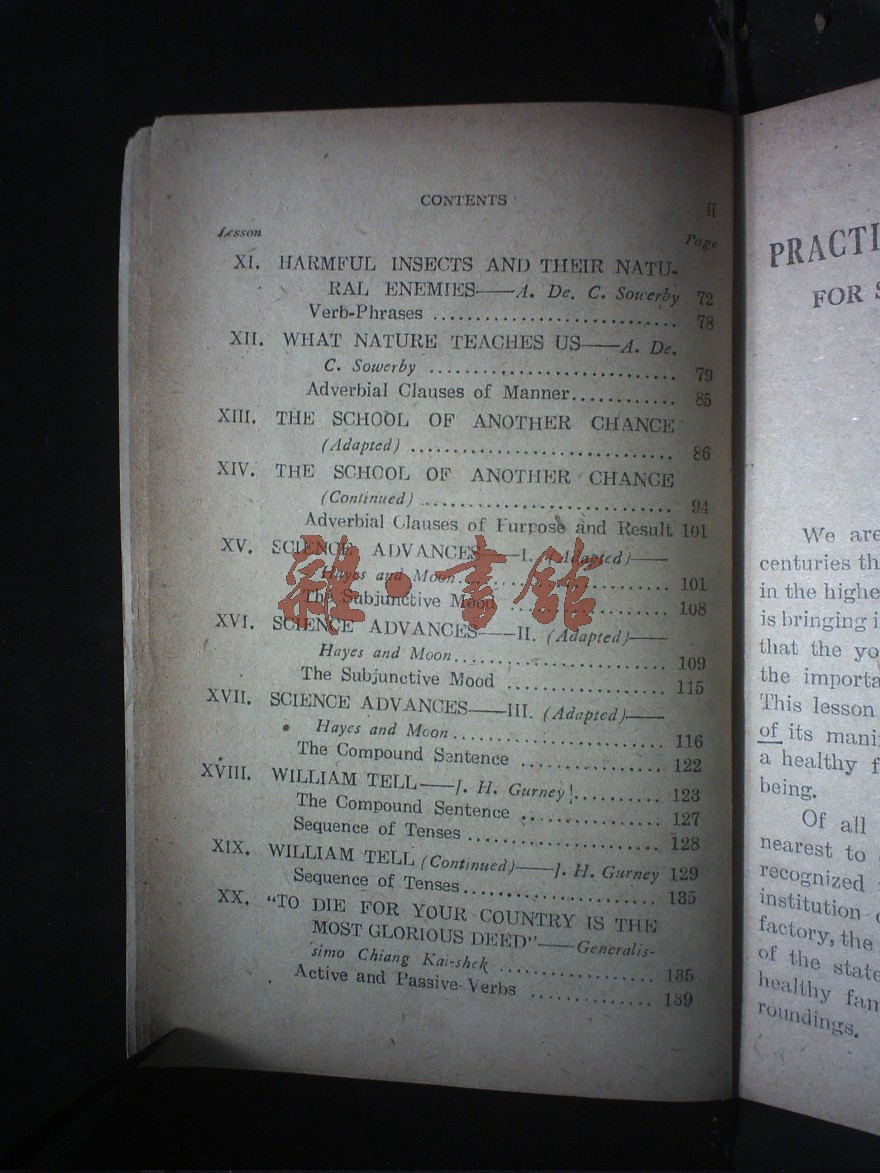 CONTENTS
ii
Lesson
Page
XI. HARMFUL INSECTS AND THEIR NATU-
RAL ENEMIES——A. De. C. Sowerby 72
Verb-Phrases ............................ 78
XII. WHAT NATURE TEACHES US——A. De.
C. Sowerby ............................ 79
Adverbial Clauses of Manner............ 85
XIII. THE SCHOOL OF ANOTHER CHANCE
(Adapted) .............................. 86
XIV. THE SCHOOL OF ANOTHER CHANCE
(Continued) ............................. 94
Adverbial Clauses of Purpose and Result 101
XV. SCIENCE ADVANCES——I. (Adapted)——
Hayes and Moon......................... 101
The Subjunctive Mood .................. 108
XVI. SCIENCE ADVANCES——II. (Adapted)——
Hayes and Moon......................... 109
The Subjunctive Mood .................. 115
XVII. SCIENCE ADVANCES——III. (Adapted)——
Hayes and Moon......................... 116
The Compound Sentence ................. 122
XVIII. WILLIAM TELL——J. H. Gurney .......... 123
The Compound Sentence ................. 127
Sequence of Tenses ...................... 128
XIX. WILLIAM TELL (Continued)——J. H. Gurney 129
Sequence of Tenses....................... 135
XX. "TO DIE FOR YOUR COUNTRY IS THE
MOST GLORIOUS DEED"——Generalis-
simo Chiang Kai-shek .................. 135
Active and Passive Verbs ............... 139
雜·書館
PRACTI
FOR S
We are
centuries th
in the highe
is bringing i
that the yo
the importa
This lesson
of its mani
a healthy f
being.
Of all
nearest to
recognized
institution
factory, the
of the state
healthy fan
roundings.